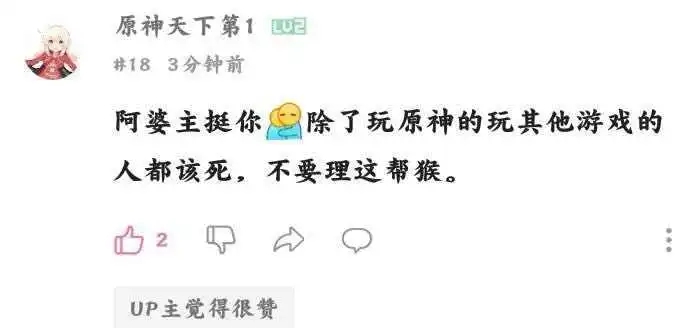 原神天下第1 LV2
#18 3分钟前
阿婆主挺你除了玩原神的玩其他游戏的
人都该死，不要理这帮猴。
2
UP主觉得很赞